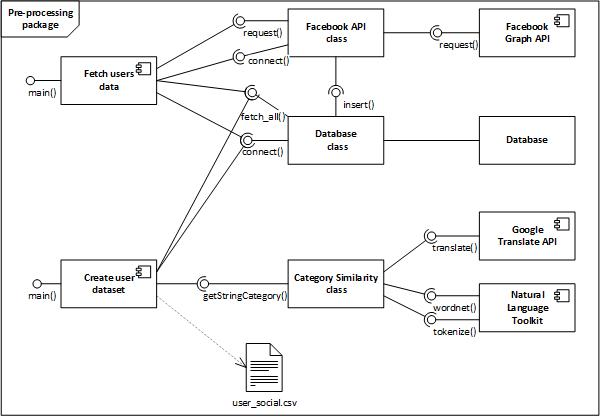 Pre-processing
package
request()
Facebook API
class
request()
Facebook
Graph API
connect()
Fetch users
data
main()
insert()
fetch_all()
Database
class
Database
connect()
Google
Translate API
translate()
Create user
dataset
main()
getStringCategory()
Category Similarity
class
wordnet()
Natural
Language
Toolkit
tokenize()
user_social.csv